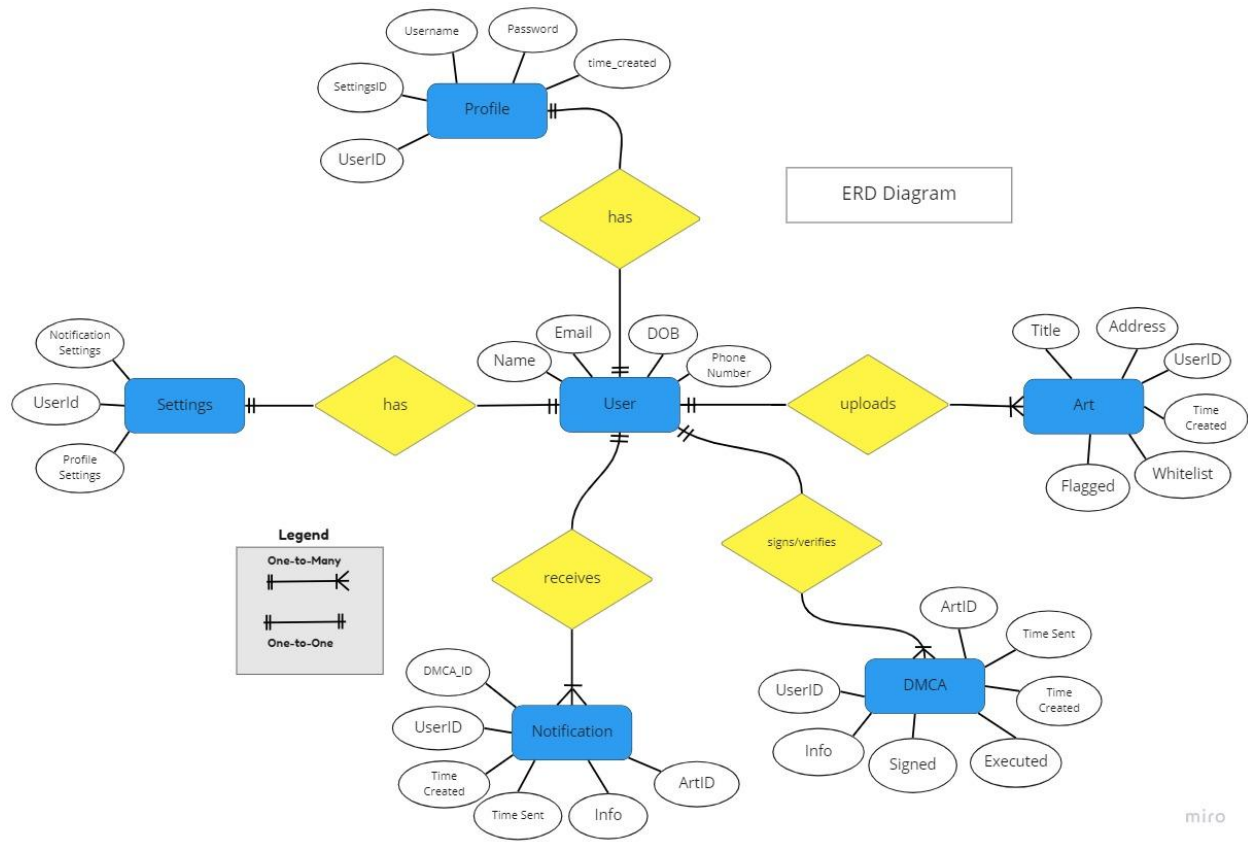 Username
Password
time_created
SettingsID
Profile
UserID
has
ERD Diagram
Notification
Settings
UserId
Settings
Profile
Settings
has
Name
Email
DOB
Phone
Number
User
uploads
Title
Address
UserID
Time
Created
Whitelist
Flagged
Art
Legend
One-to-Many
One-to-One
receives
signs/verifies
DMCA_ID
UserID
Time
Created
Time Sent
Info
ArtID
Notification
ArtID
Time Sent
Time
Created
Executed
Signed
Info
UserID
DMCA
miro